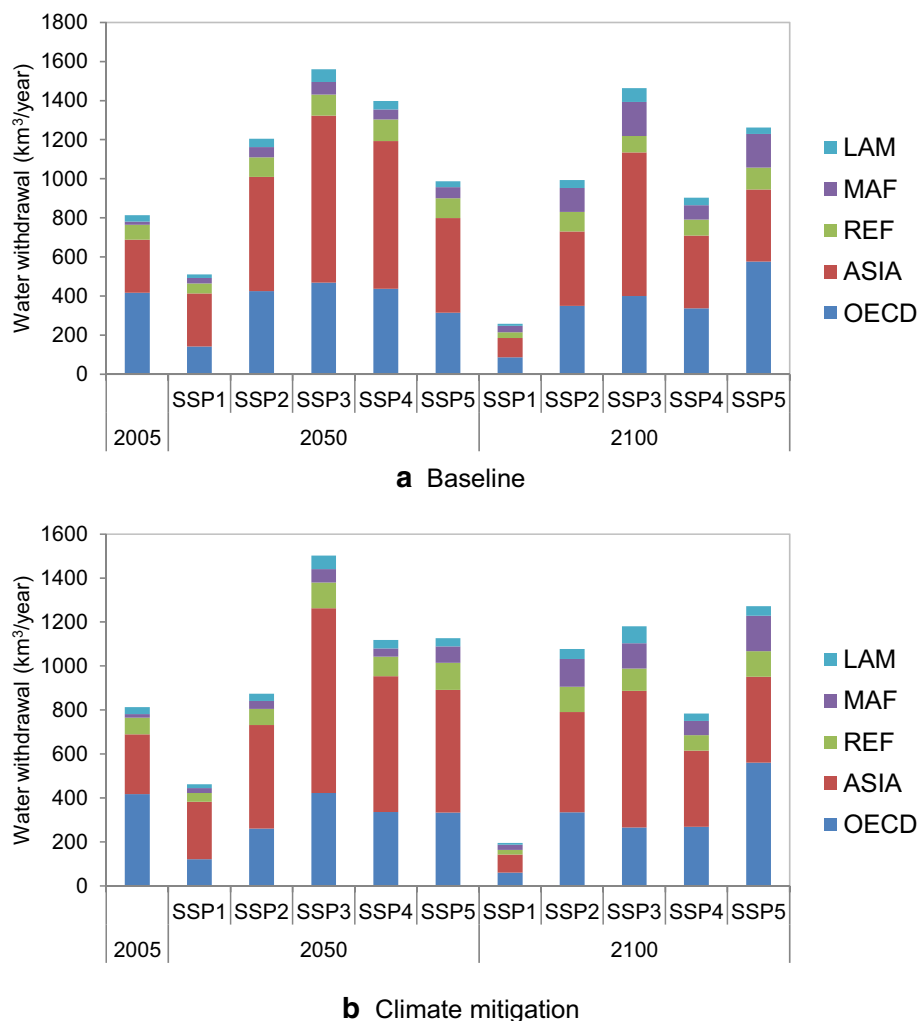 1800
1600
1400
1200
1000
800
600
400
200
0
Water withdrawal (km³/year)
SSP1 SSP2 SSP3 SSP4 SSP5 SSP1 SSP2 SSP3 SSP4 SSP5
2005 2050 2100
LAM
MAF
REF
ASIA
OECD
a Baseline
1600
1400
1200
1000
800
600
400
200
0
Water withdrawal (km³/year)
SSP1 SSP2 SSP3 SSP4 SSP5 SSP1 SSP2 SSP3 SSP4 SSP5
2005 2050 2100
LAM
MAF
REF
ASIA
OECD
b Climate mitigation